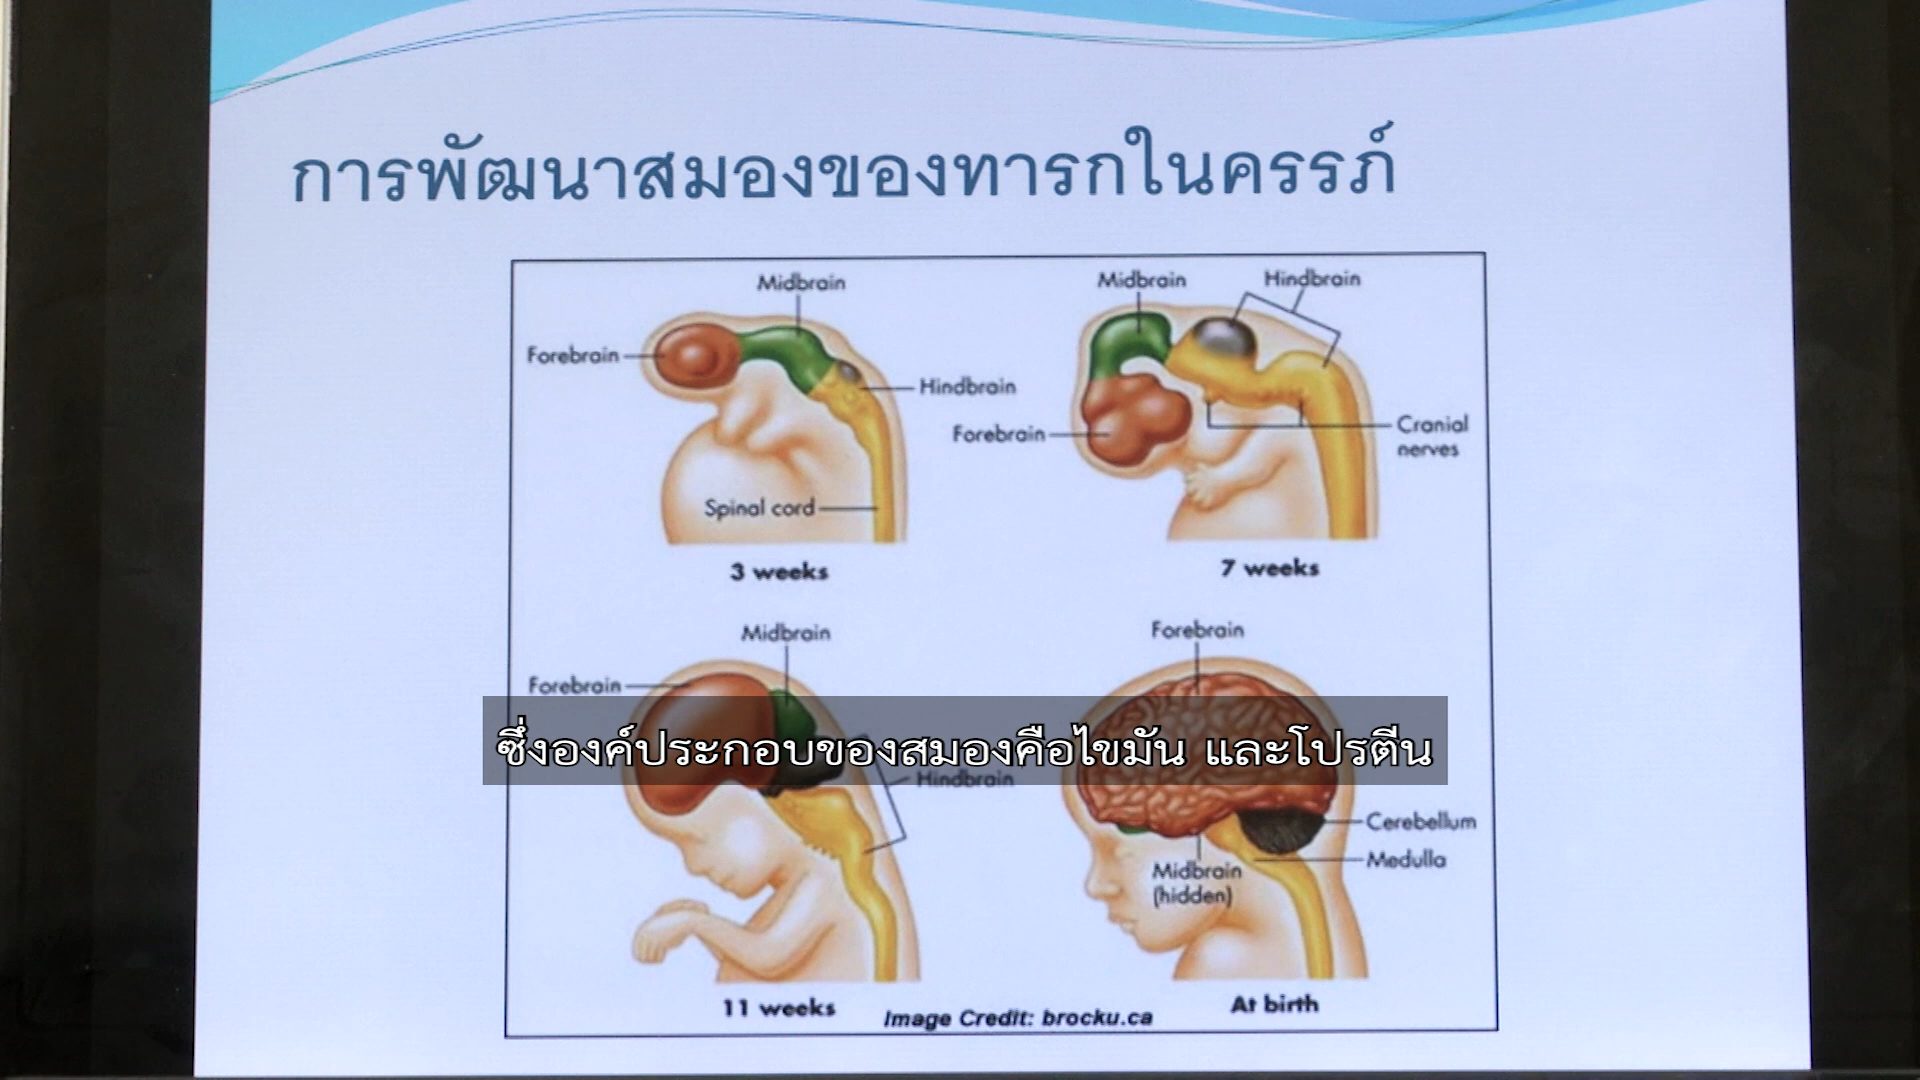 การพัฒนาสมองของทารกในครรภ์
Midbrain
Forebrain
Hindbrain
Spinal cord
3 weeks
Midbrain
Hindbrain
Forebrain
Cranial
nerves
7 weeks
Midbrain
Forebrain
Hindbrain
11 weeks
Forebrain
Cerebellum
Medulla
Midbrain
(hidden)
At birth
Image Credit: brocku.ca
ซึ่งองค์ประกอบของสมองคือไขมัน และโปรตีน